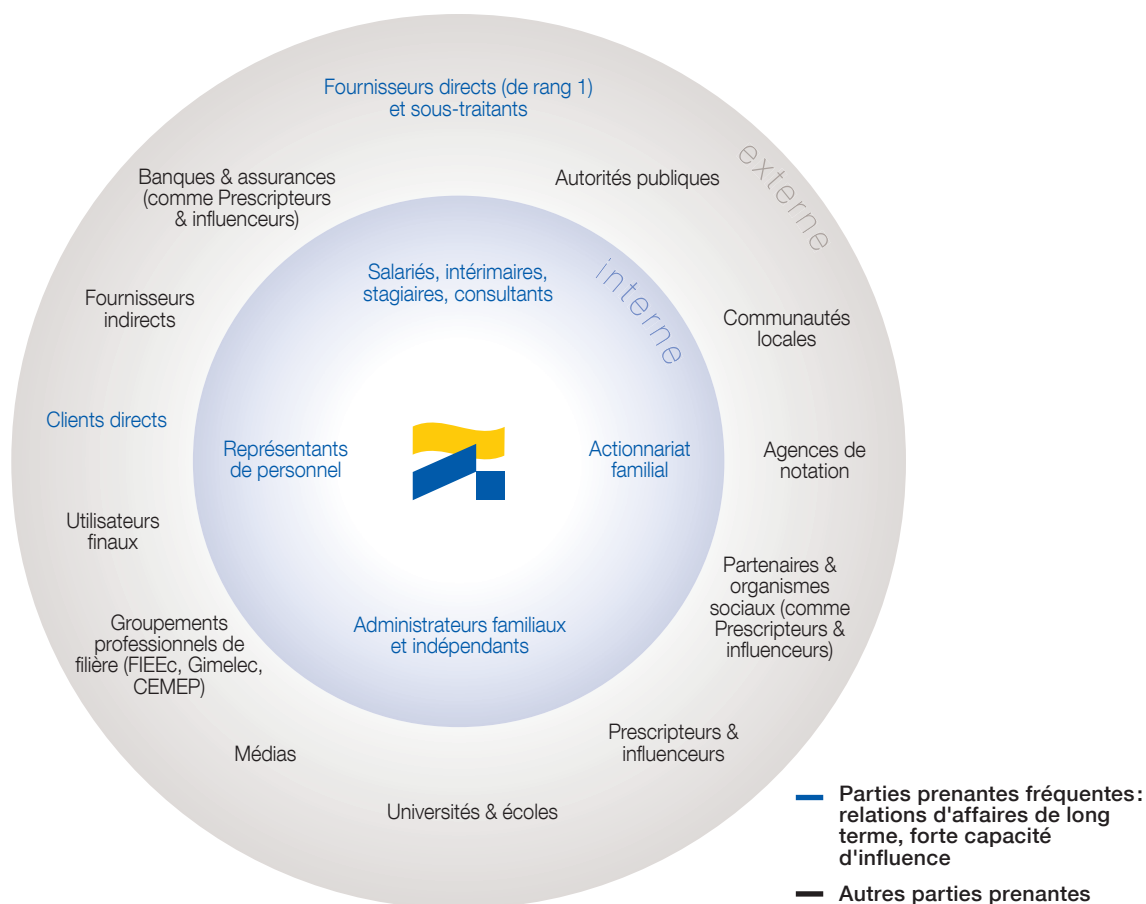 Fournisseurs directs (de rang 1)
et sous-traitants
externe
Banques & assurances
(comme Prescripteurs
& influenceurs)
Autorités publiques
interne
Salariés, intérimaires,
stagiaires, consultants
Fournisseurs
indirects
Communautés
locales
Clients directs
Représentants
de personnel
Actionnariat
familial
Agences de
notation
Utilisateurs
finaux
Partenaires &
organismes
sociaux (comme
Prescripteurs &
influenceurs)
Groupements
professionnels de
filière (FIEEc, Gimelec,
CEMEP)
Administrateurs familiaux
et indépendants
Prescripteurs &
influenceurs
Médias
Universités & écoles
Parties prenantes fréquentes:
relations d'affaires de long
terme, forte capacité
d'influence
Autres parties prenantes